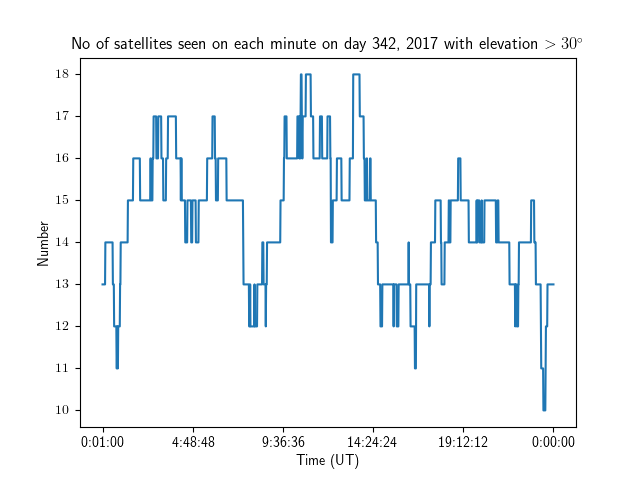 No of satellites seen on each minute on day 342, 2017 with elevation > 30°
18
17
16
15
14
13
12
11
10
Number
0:01:00 4:48:48 9:36:36 14:24:24 19:12:12 0:00:00
Time (UT)